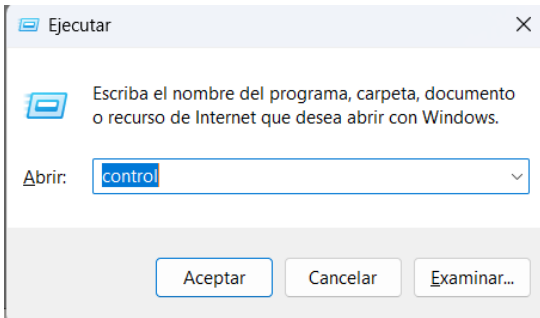 Ejecutar
Escriba el nombre del programa, carpeta, documento
o recurso de Internet que desea abrir con Windows.
Abrir: control
Aceptar Cancelar Examinar...